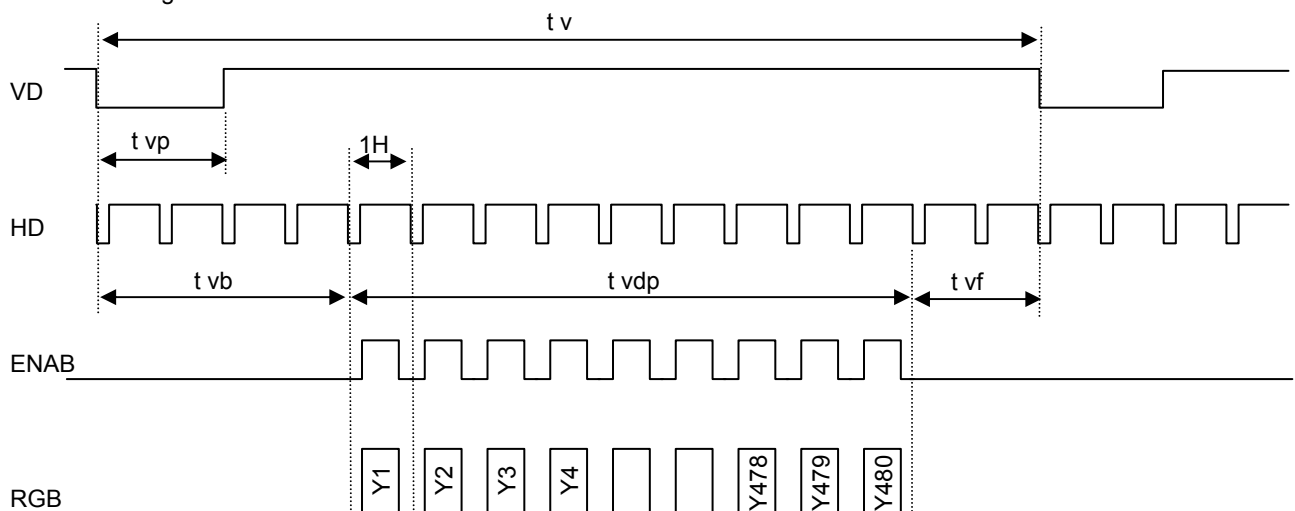 t v
VD
t vp
1H
HD
t vb
t vdp
t vf
ENAB
RGB
Y1
Y2
Y3
Y4
Y478
Y479
Y480